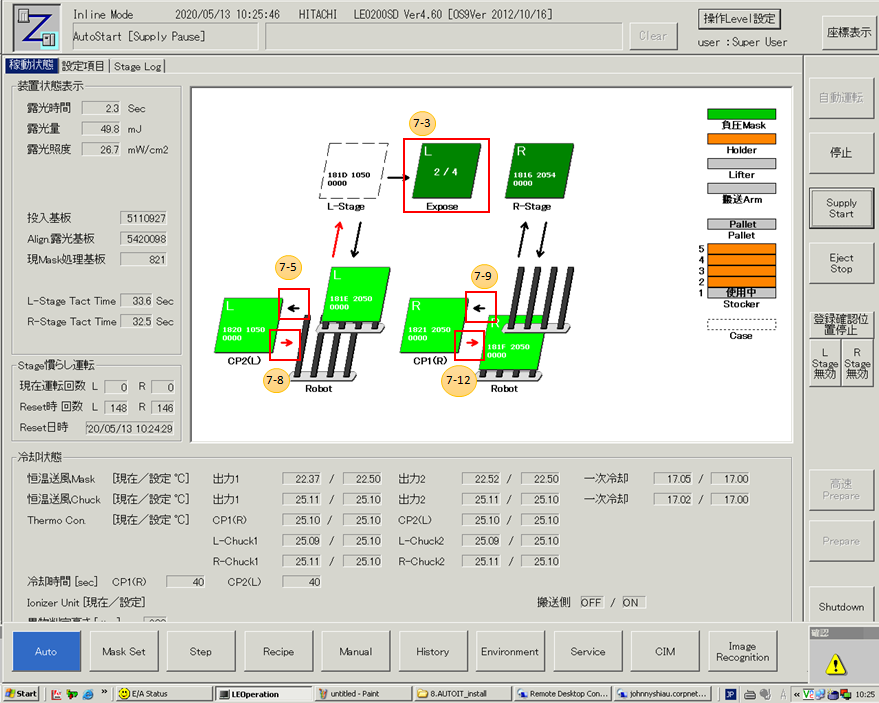 Inline Mode 2020/05/13 10:25:46 HITACHI LE0200SD Ver4.60 [OS9Ver 2012/10/16]
AutoStart [Supply Pause]
Clear
操作Level設定
user : Super User
座標表示
稼動状態 設定項目 Stage Log
装置状態表示
露光時間 2.3 Sec
露光量 49.8 mJ
露光照度 26.7 mW/cm2
投入基板 5110927
Align.露光基板 5420098
現Mask処理基板 821
L-Stage Tact Time 33.6 Sec
R-Stage Tact Time 32.5 Sec
Stage慣らし運転
現在運転回数 L 0 R 0
Reset時 回数 L 148 R 146
Reset日時 '20/05/13 10:24:29
7-3
181D 1050
0000
L-Stage
L
2 / 4
Expose
R
1816 2054
0000
R-Stage
7-5
L
1820 1050
0000
CP2(L)
7-8
L
181E 2050
0000
Robot
7-9
R
1821 2050
0000
CP1(R)
7-12
R
181F 2050
0000
Robot
負圧Mask
Holder
Lifter
搬送Arm
Pallet
Pallet
5
4
3
2
1 使用中
Stocker
Case
自動運転
停止
Supply
Start
Eject
Stop
登録確認位
置停止
L
Stage
無効
R
Stage
無効
高速
Prepare
Prepare
Shutdown
冷却状態
恒温送風Mask [現在／設定 ℃] 出力1 22.37 / 22.50 出力2 22.52 / 22.50 一次冷却 17.05 / 17.00
恒温送風Chuck [現在／設定 ℃] 出力1 25.11 / 25.10 出力2 25.11 / 25.10 一次冷却 17.02 / 17.00
Thermo Con. [現在／設定 ℃] CP1(R) 25.10 / 25.10 CP2(L) 25.10 / 25.10
L-Chuck1 25.09 / 25.10 L-Chuck2 25.09 / 25.10
R-Chuck1 25.11 / 25.10 R-Chuck2 25.11 / 25.10
冷却時間 [sec] CP1(R) 40 CP2(L) 40
Ionizer Unit [現在／設定]
搬送側 OFF / ON
Auto
Mask Set
Step
Recipe
Manual
History
Environment
Service
CIM
Image
Recognition
確認
Start
E/A Status
LEOperation
untitled - Paint
8.AUTOIT_install
Remote Desktop Con...
johnnyshiau.corpnet...
JP
10:25